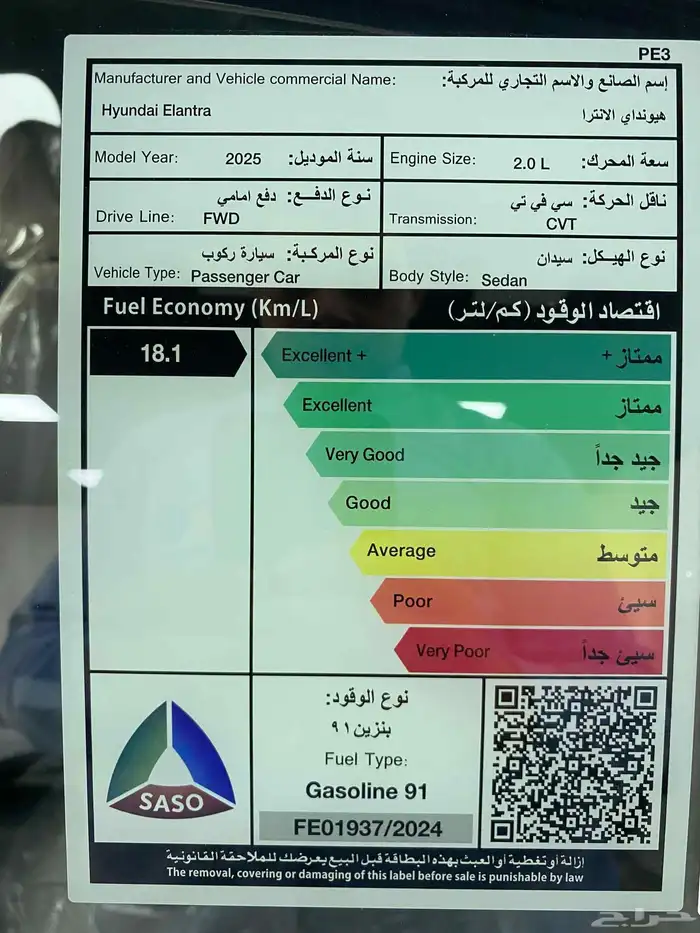 PE3
Manufacturer and Vehicle commercial Name: إسم الصانع والاسم التجاري للمركبة:
Hyundai Elantra هيونداي الانترا
Model Year: 2025 سنة الموديل:
Engine Size: 2.0 L سعة المحرك:
نوع الدفع: دفع امامي
Drive Line: FWD
ناقل الحركة: سي في تي
Transmission: CVT
نوع المركبة: سيارة ركوب
Vehicle Type: Passenger Car
نوع الهيكل: سيدان
Body Style: Sedan
Fuel Economy (Km/L) اقتصاد الوقود (كم/لتر)
18.1
Excellent + ممتاز +
Excellent ممتاز
Very Good جيد جداً
Good جيد
Average متوسط
Poor سيئ
Very Poor سيئ جداً
SASO
نوع الوقود:
بنزين ٩١
Fuel Type:
Gasoline 91
FE01937/2024
إزالة أو تغطية أو العبث بهذه البطاقة قبل البيع يعرضك للملاحقة القانونية
The removal, covering or damaging of this label before sale is punishable by law
حراج